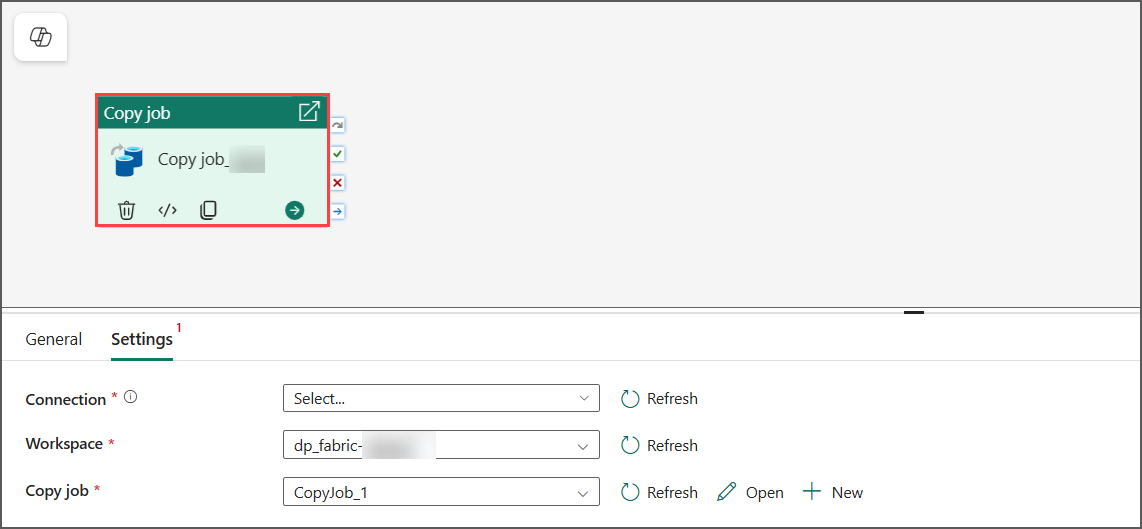 Copy job
Copy job_
General
Settings 1
Connection *
Select...
Refresh
Workspace *
dp_fabric-
Refresh
Copy job *
CopyJob_1
Refresh
Open
New